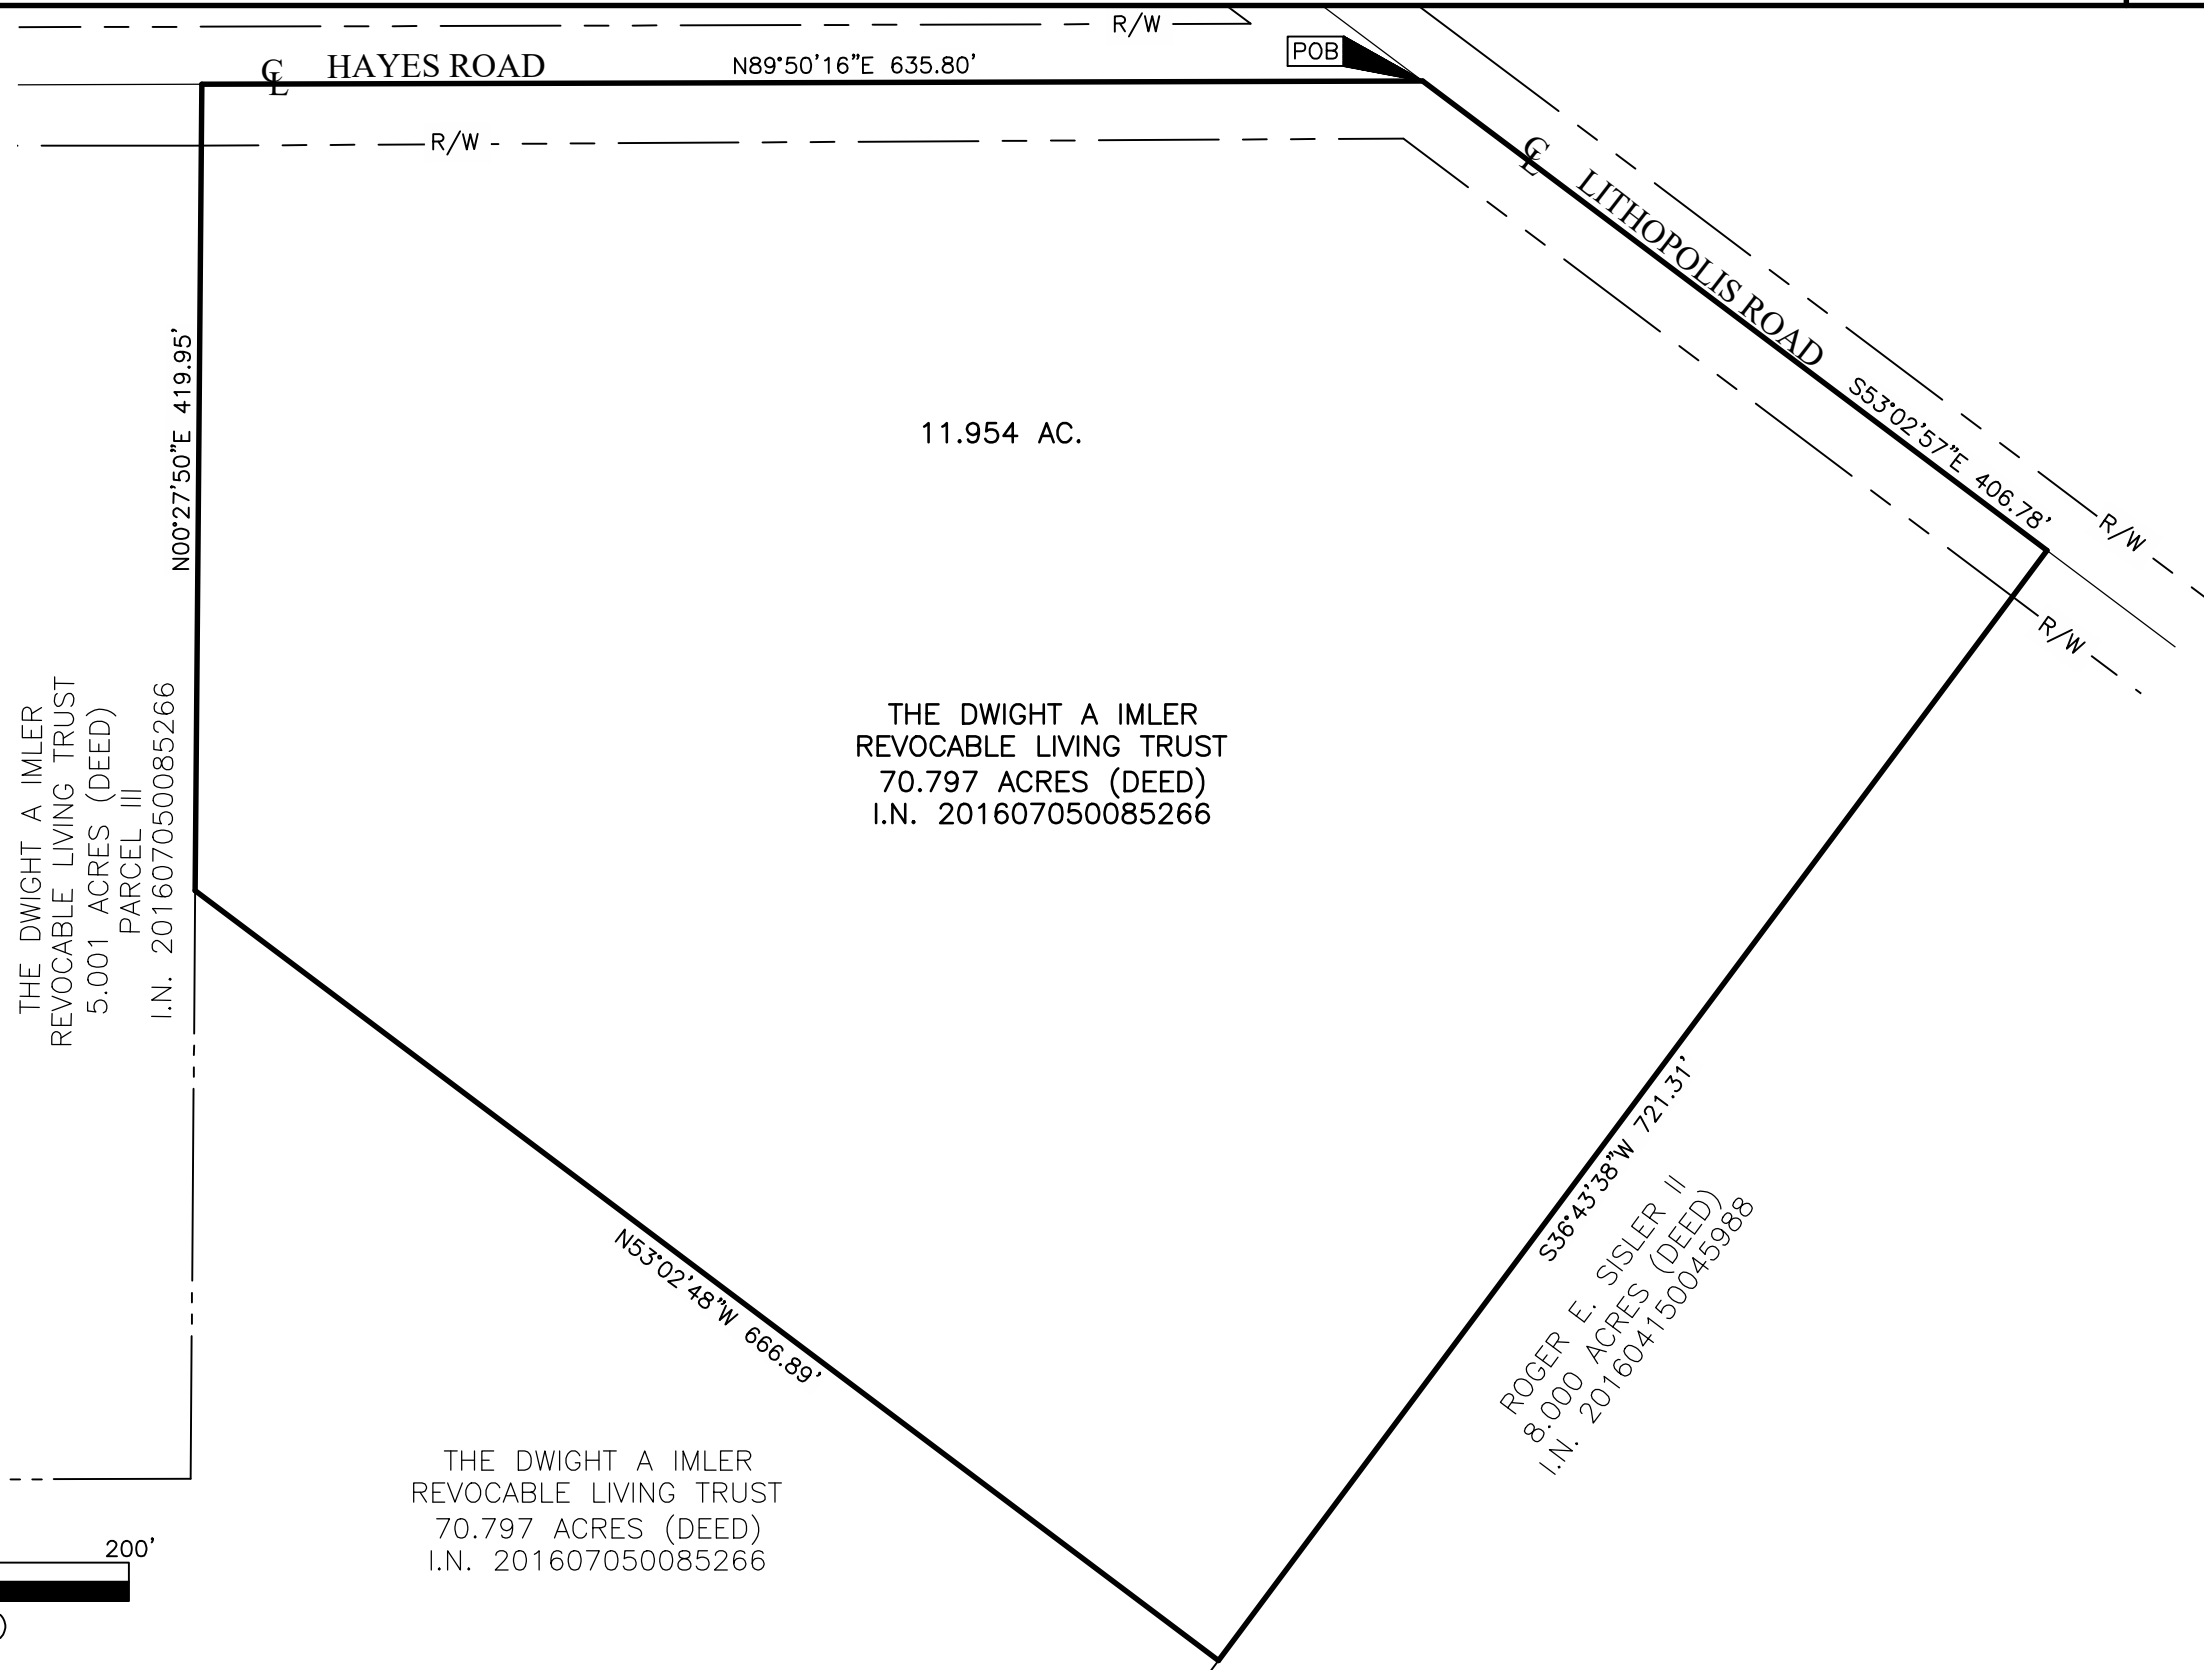 R/W
HAYES ROAD
N89°50'16"E 635.80'
POB
R/W
LITHOPOLIS ROAD
S53°02'57"E 406.78'
R/W
R/W
N00°27'50"E 419.95'
11.954 AC.
THE DWIGHT A IMLER
REVOCABLE LIVING TRUST
5.001 ACRES (DEED)
PARCEL III
I.N. 201607050085266
THE DWIGHT A IMLER
REVOCABLE LIVING TRUST
70.797 ACRES (DEED)
I.N. 201607050085266
S36°43'38"W 721.31'
ROGER E. SISLER II
8.000 ACRES (DEED)
I.N. 201604150045988
N53°02'48"W 666.89'
THE DWIGHT A IMLER
REVOCABLE LIVING TRUST
70.797 ACRES (DEED)
I.N. 201607050085266
200'